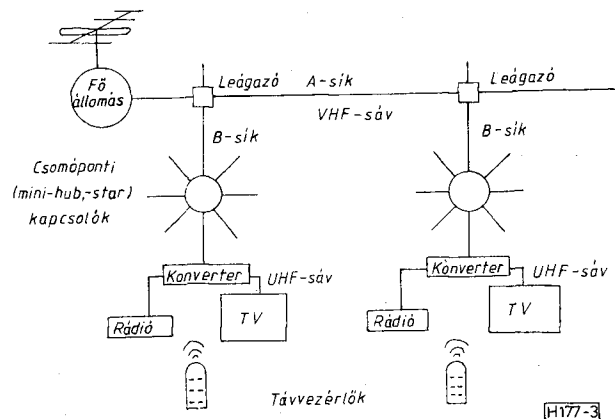 Fő
állomás
Leágazó
A-sík
VHF-sáv
Leágazó
B-sík
B-sík
Csomóponti
(mini-hub,-star)
kapcsolók
Konverter
UHF-sáv
Rádió
TV
Konverter
UHF-sáv
Rádió
TV
Távvezérlők
H177-3